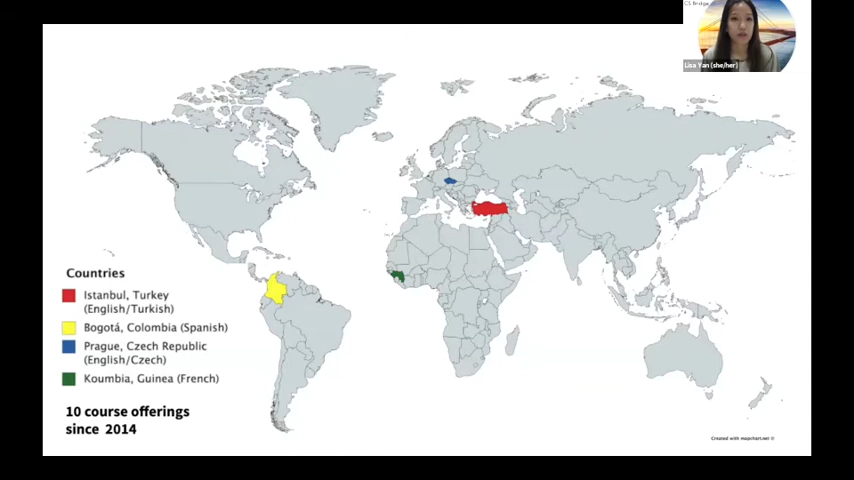 CS Bridge
Lisa Yan (she/her)
Countries
Istanbul, Turkey
(English/Turkish)
Bogotá, Colombia (Spanish)
Prague, Czech Republic
(English/Czech)
Koumbia, Guinea (French)
10 course offerings
since 2014
Created with mapchart.net ©